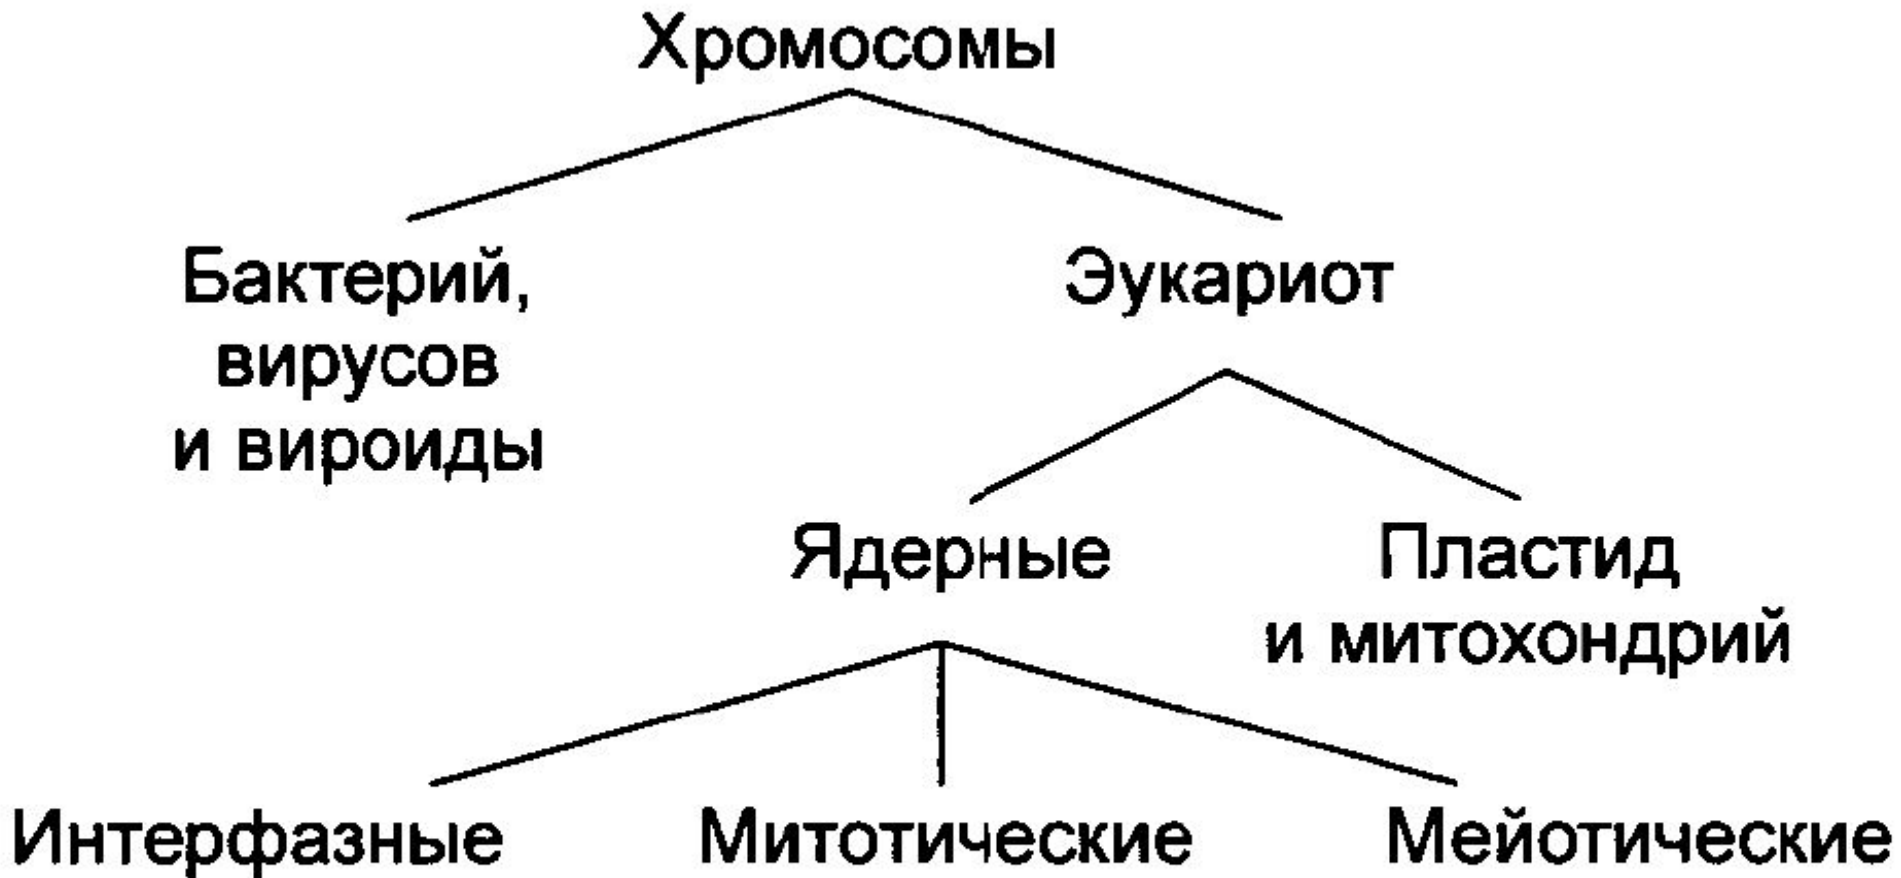 Хромосомы
Бактерий,
вирусов
и вироиды
Эукариот
Ядерные
Пластид
и митохондрий
Интерфазные
Митотические
Мейотические